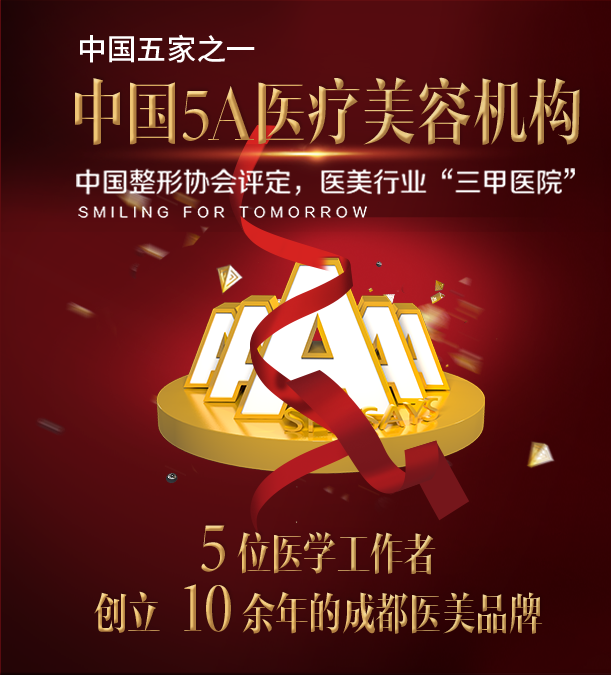 中国五家之一
中国5A医疗美容机构
中国整形协会评定，医美行业“三甲医院”
SMILING FOR TOMORROW
AAAAA
5位医学工作者
创立 10余年的成都医美品牌